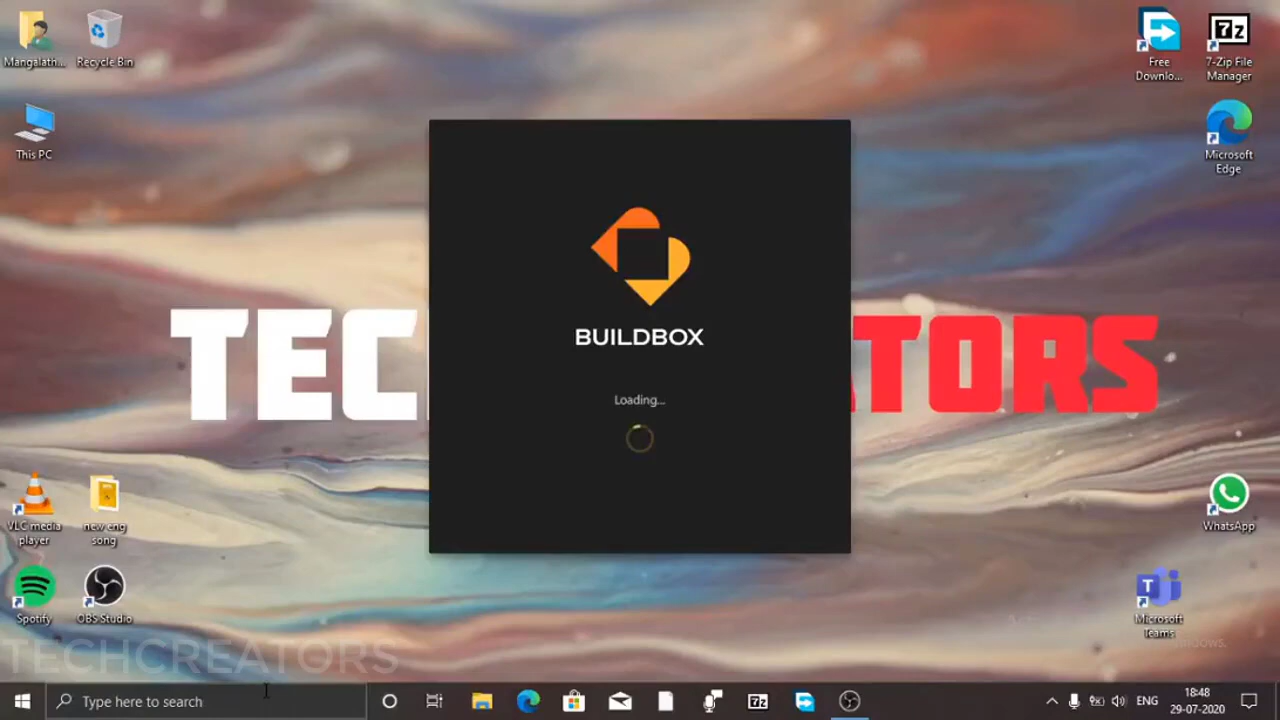 Mangalath...
Recycle Bin
This PC
Free
Downlo...
7z
7-Zip File
Manager
Microsoft
Edge
BUILDBOX
Loading...
TEC
TORS
VLC media
player
new eng
song
WhatsApp
Spotify
OBS Studio
T
Microsoft
Teams
TECHCREATORS
Type here to search
7z
ENG
18:48
29-07-2020